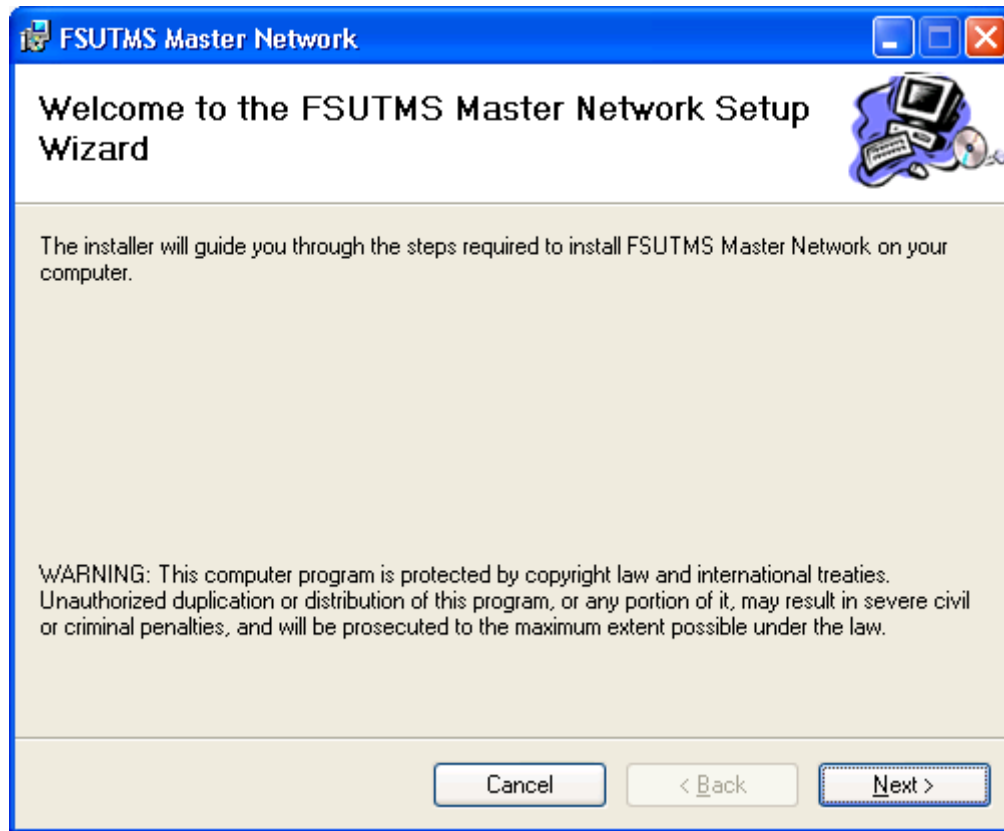 FSUTMS Master Network
Welcome to the FSUTMS Master Network Setup
Wizard
The installer will guide you through the steps required to install FSUTMS Master Network on your
computer.
WARNING: This computer program is protected by copyright law and international treaties.
Unauthorized duplication or distribution of this program, or any portion of it, may result in severe civil
or criminal penalties, and will be prosecuted to the maximum extent possible under the law.
Cancel
< Back
Next >